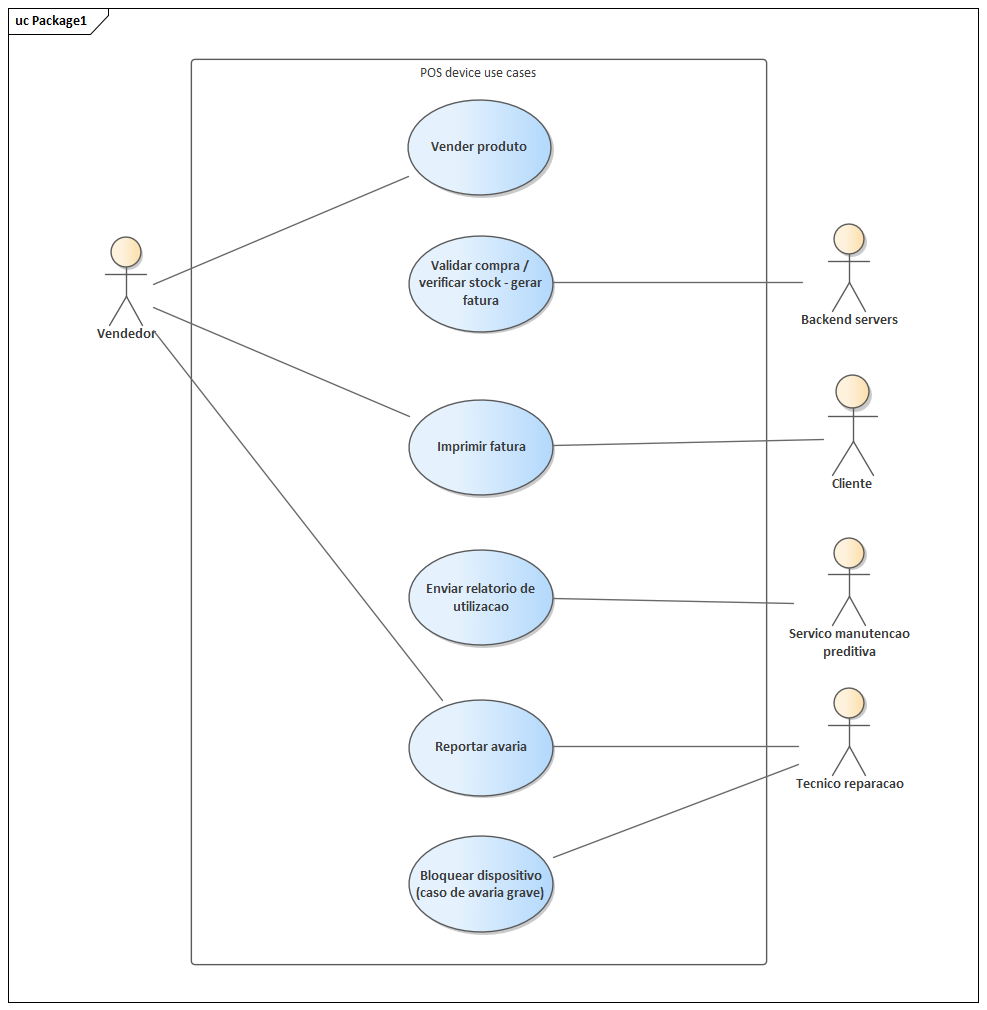 uc Package1
POS device use cases
Vender produto
Validar compra /
verificar stock - gerar
fatura
Backend servers
Vendedor
Imprimir fatura
Cliente
Enviar relatorio de
utilizacao
Servico manutencao
preditiva
Reportar avaria
Tecnico reparacao
Bloquear dispositivo
(caso de avaria grave)